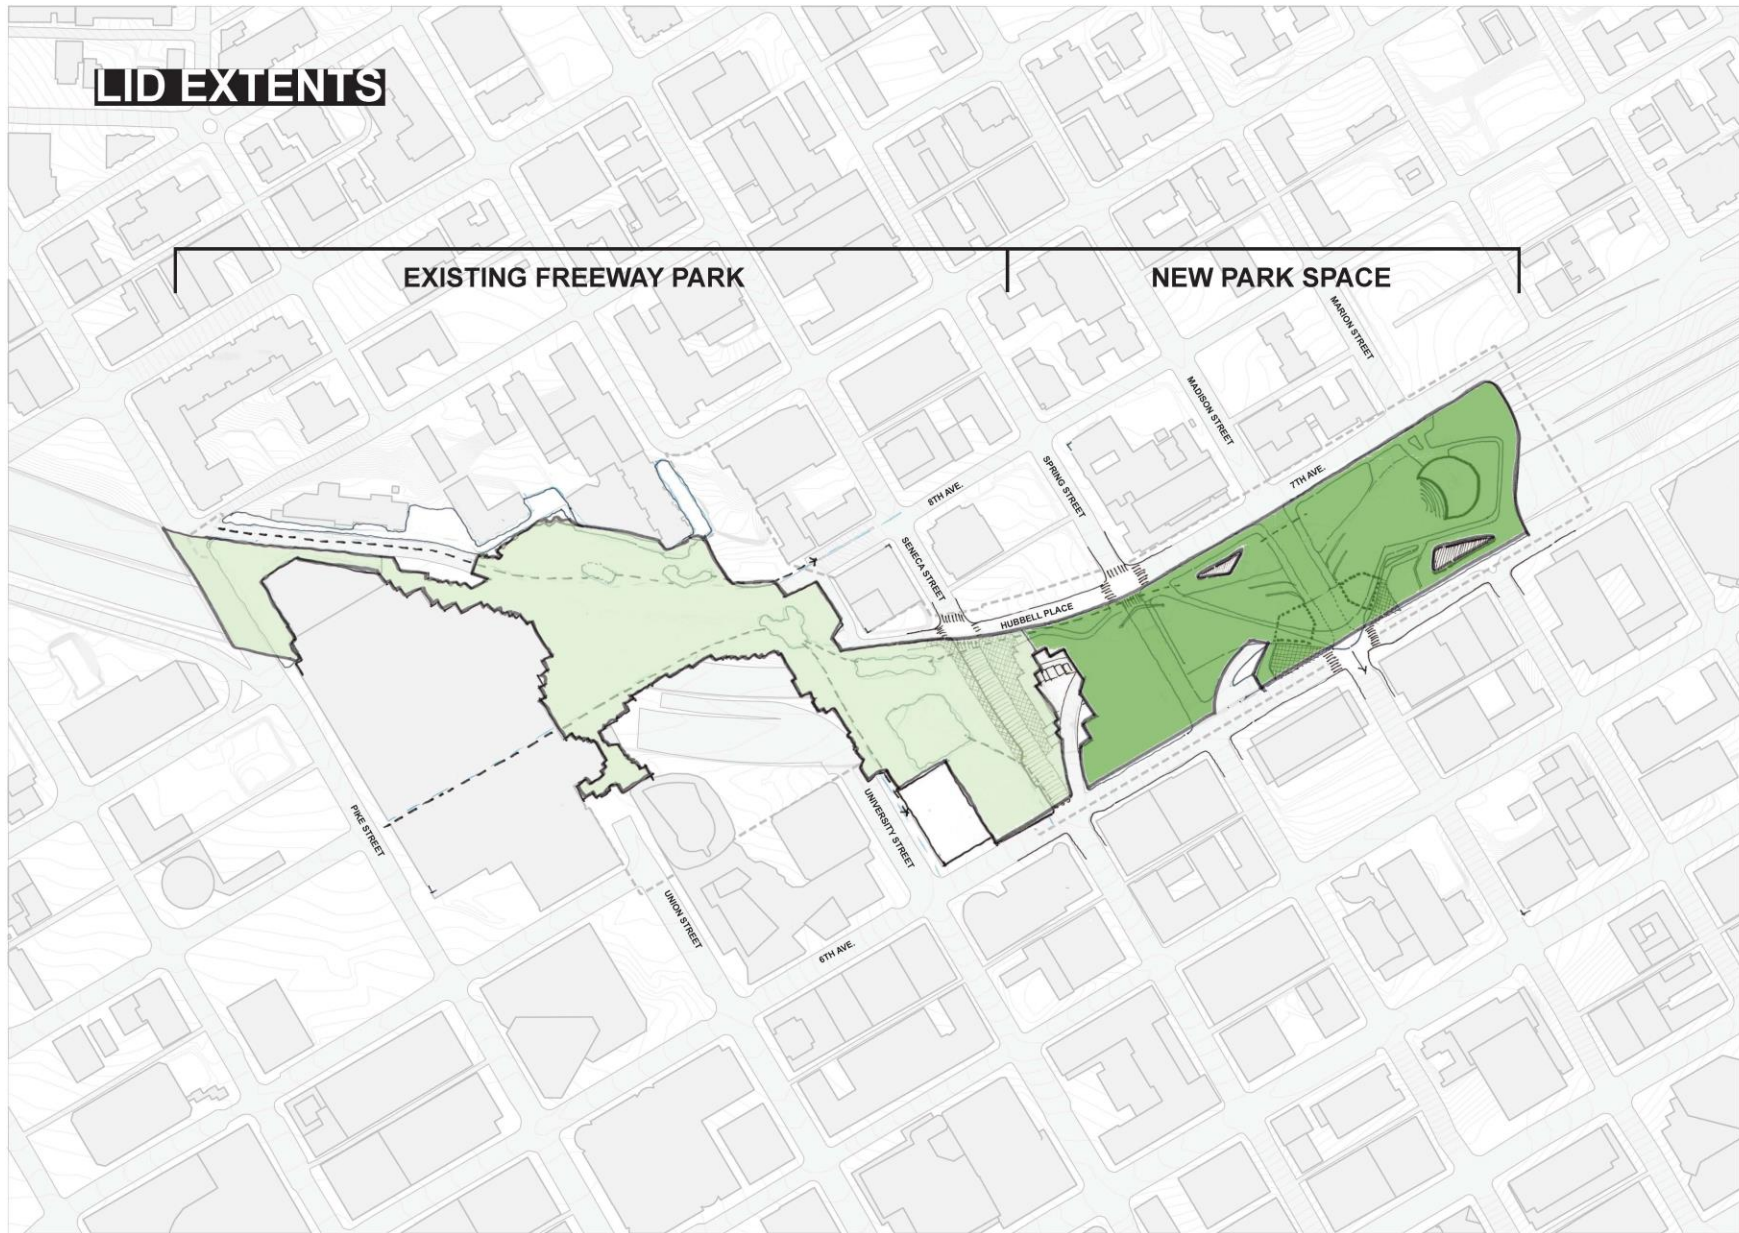 LID EXTENTS
EXISTING FREEWAY PARK
NEW PARK SPACE
MARION STREET
MADISON STREET
7TH AVE.
SPRING STREET
8TH AVE.
SENECA STREET
HUBBELL PLACE
PIKE STREET
UNIVERSITY STREET
UNION STREET
6TH AVE.